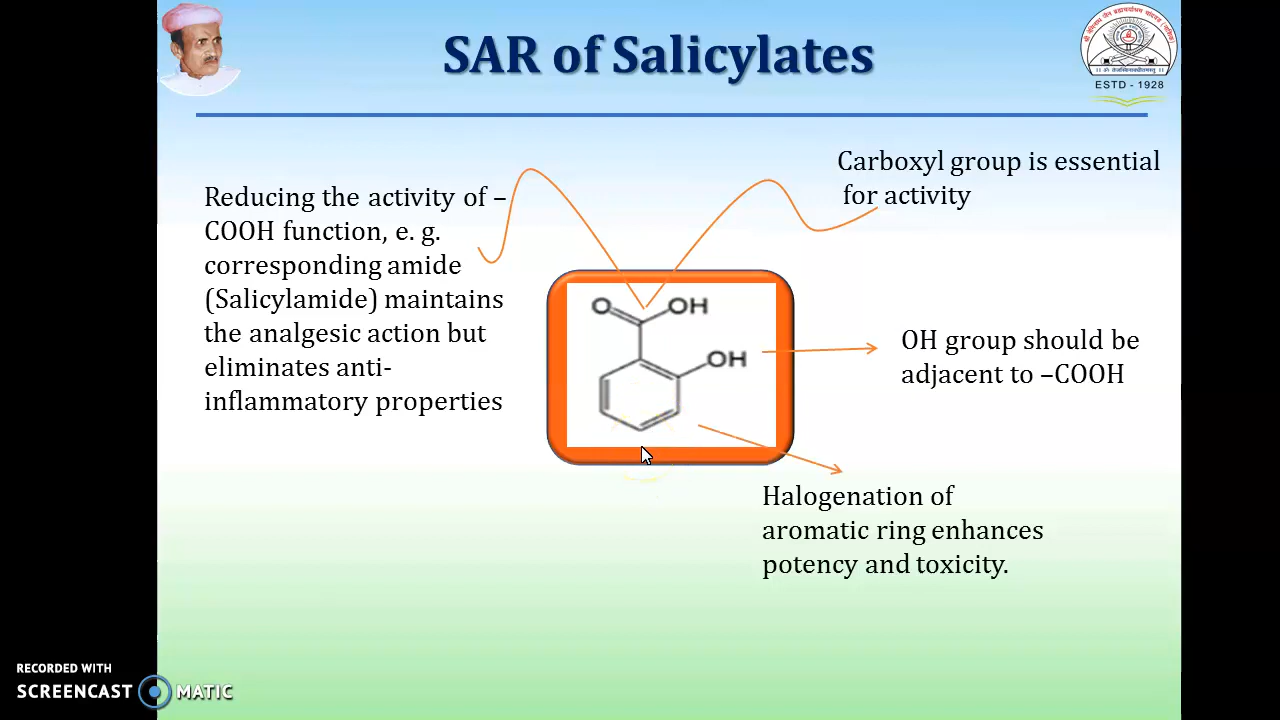 SAR of Salicylates
ESTD - 1928
Carboxyl group is essential
for activity
Reducing the activity of –
COOH function, e. g.
corresponding amide
(Salicylamide) maintains
the analgesic action but
eliminates anti-
inflammatory properties
O OH
OH
OH group should be
adjacent to –COOH
Halogenation of
aromatic ring enhances
potency and toxicity.
RECORDED WITH
SCREENCAST MATIC